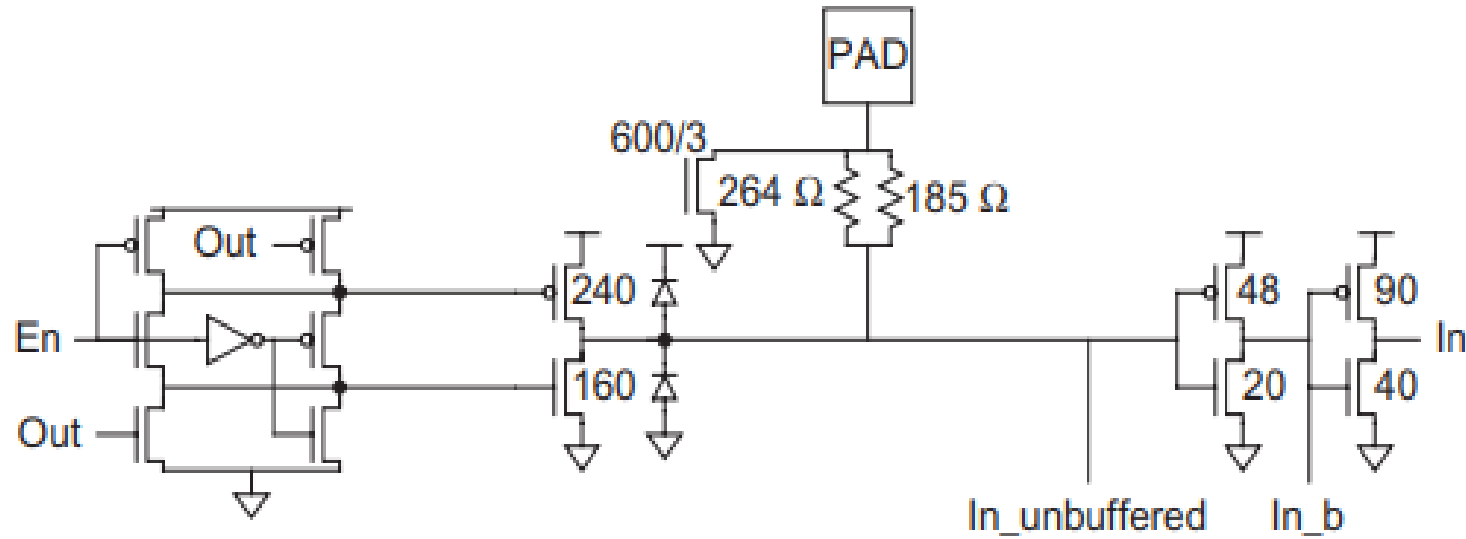 PAD
600/3
264 Ω
185 Ω
Out
240
48
90
En
In
160
20
40
Out
In_unbuffered
In_b